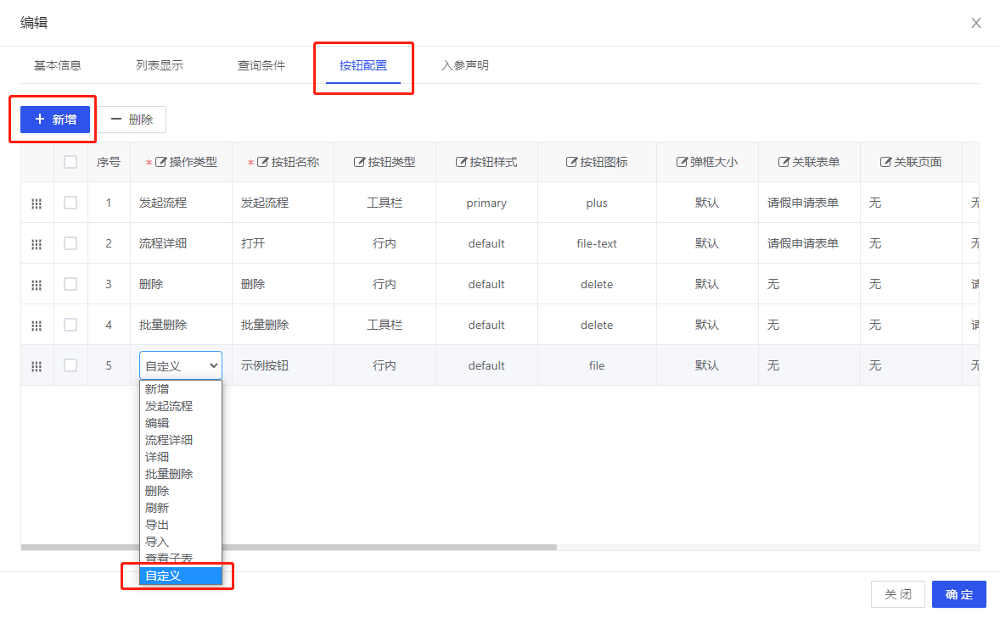 编辑
基本信息 列表显示 查询条件 按钮配置 入参声明
新增 删除
序号 * 操作类型 * 按钮名称 按钮类型 按钮样式 按钮图标 弹框大小 关联表单 关联页面
1 发起流程 发起流程 工具栏 primary plus 默认 请假申请表单 无 无
2 流程详细 打开 行内 default file-text 默认 请假申请表单 无 无
3 删除 删除 行内 default delete 默认 无 无 请
4 批量删除 批量删除 工具栏 default delete 默认 无 无 请
5 自定义 示例按钮 行内 default file 默认 无 无 无
新增
发起流程
编辑
流程详细
详细
批量删除
删除
刷新
导出
导入
查看子表
自定义
关 闭 确 定